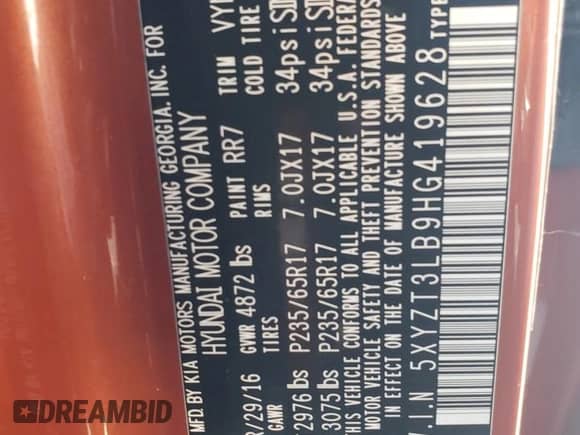 MFD BY KIA MOTORS MANUFACTURING GEORGIA, INC. FOR
HYUNDAI MOTOR COMPANY
/29/16 GVWR 4872 lbs PAINT RR7 TRIM
GAWR TIRES RIMS COLD TIRE
2976 lbs P235/65R17 7.0JX17 34psi
3075 lbs P235/65R17 7.0JX17 34psi
THIS VEHICLE CONFORMS TO ALL APPLICABLE U.S.A. FEDERA
MOTOR VEHICLE SAFETY AND THEFT PREVENTION STANDARDS
IN EFFECT ON THE DATE OF MANUFACTURE SHOWN ABOVE
V.I.N 5XYZT3LB9HG419628 TYPE
DREAMBID